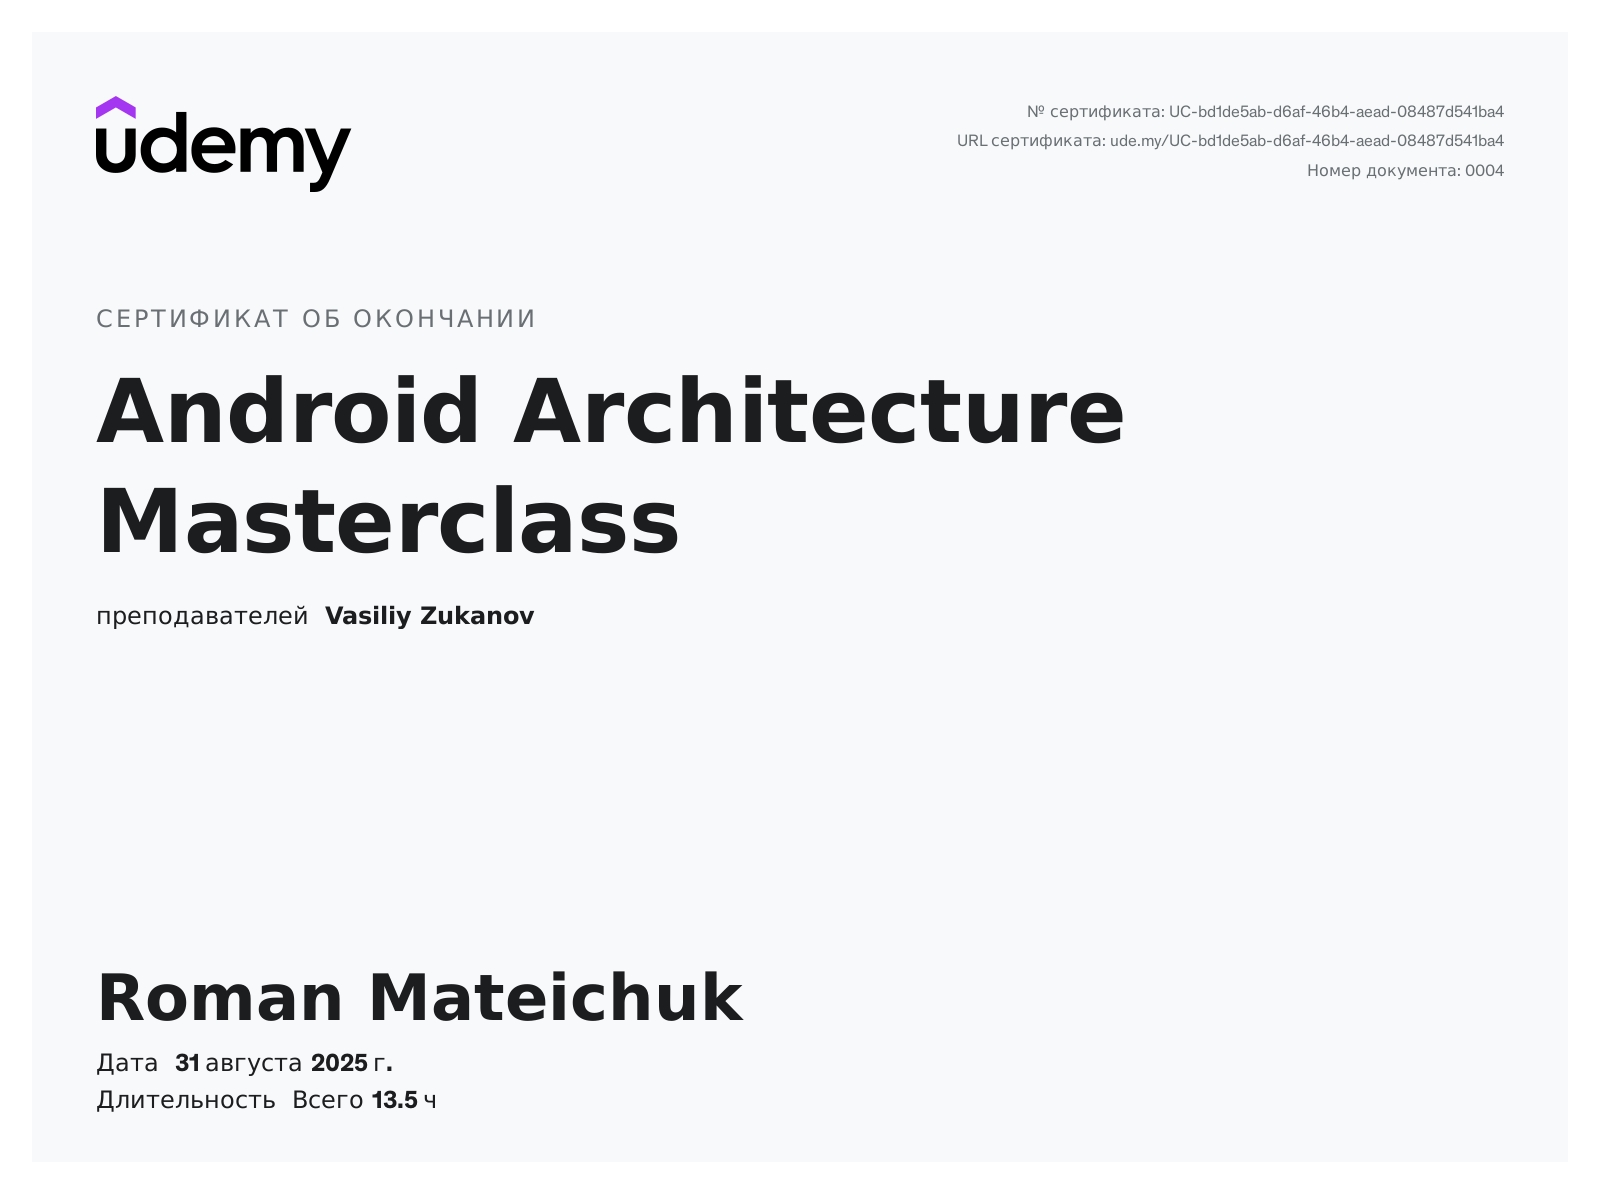 udemy
№ сертификата: UC-bd1de5ab-d6af-46b4-aead-08487d541ba4
URL сертификата: ude.my/UC-bd1de5ab-d6af-46b4-aead-08487d541ba4
Номер документа: 0004
СЕРТИФИКАТ ОБ ОКОНЧАНИИ
Android Architecture
Masterclass
преподавателей Vasiliy Zukanov
Roman Mateichuk
Дата 31 августа 2025 г.
Длительность Всего 13.5 ч